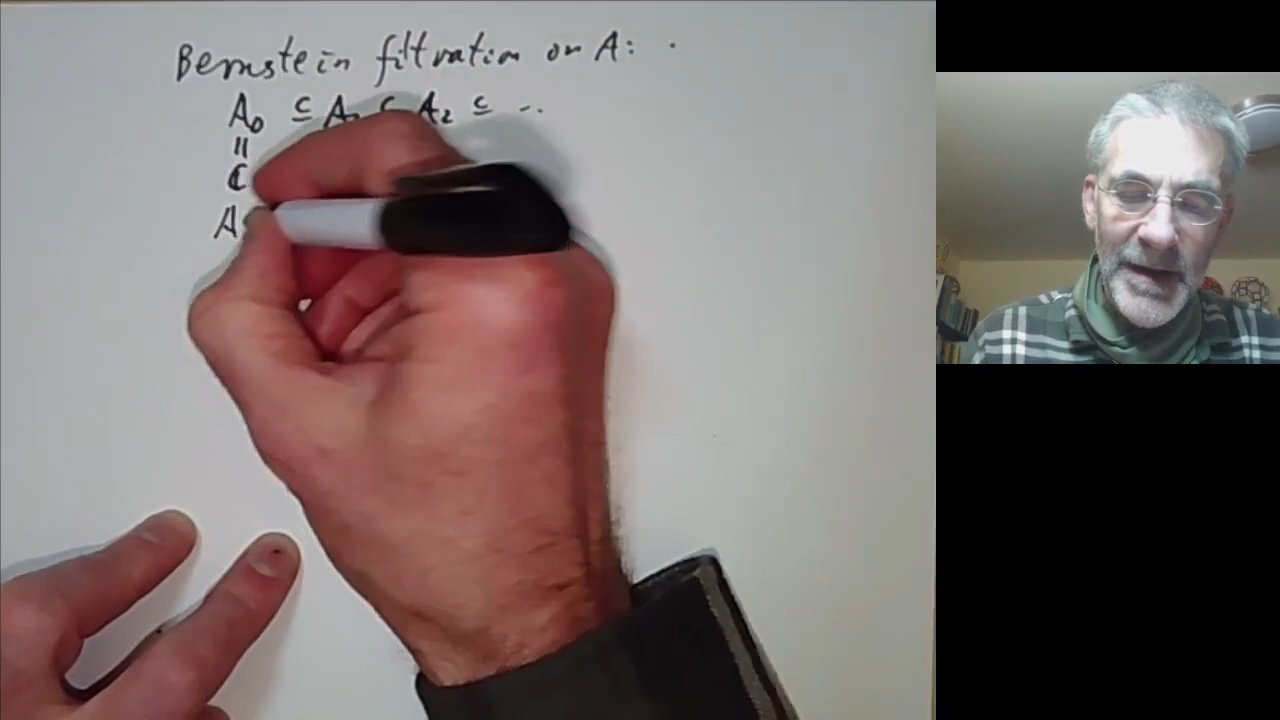 Bernstein filtration on A: .
A₀ ⊆ A₁ ⊆ A₂ ⊆ ..
॥
ℂ
A